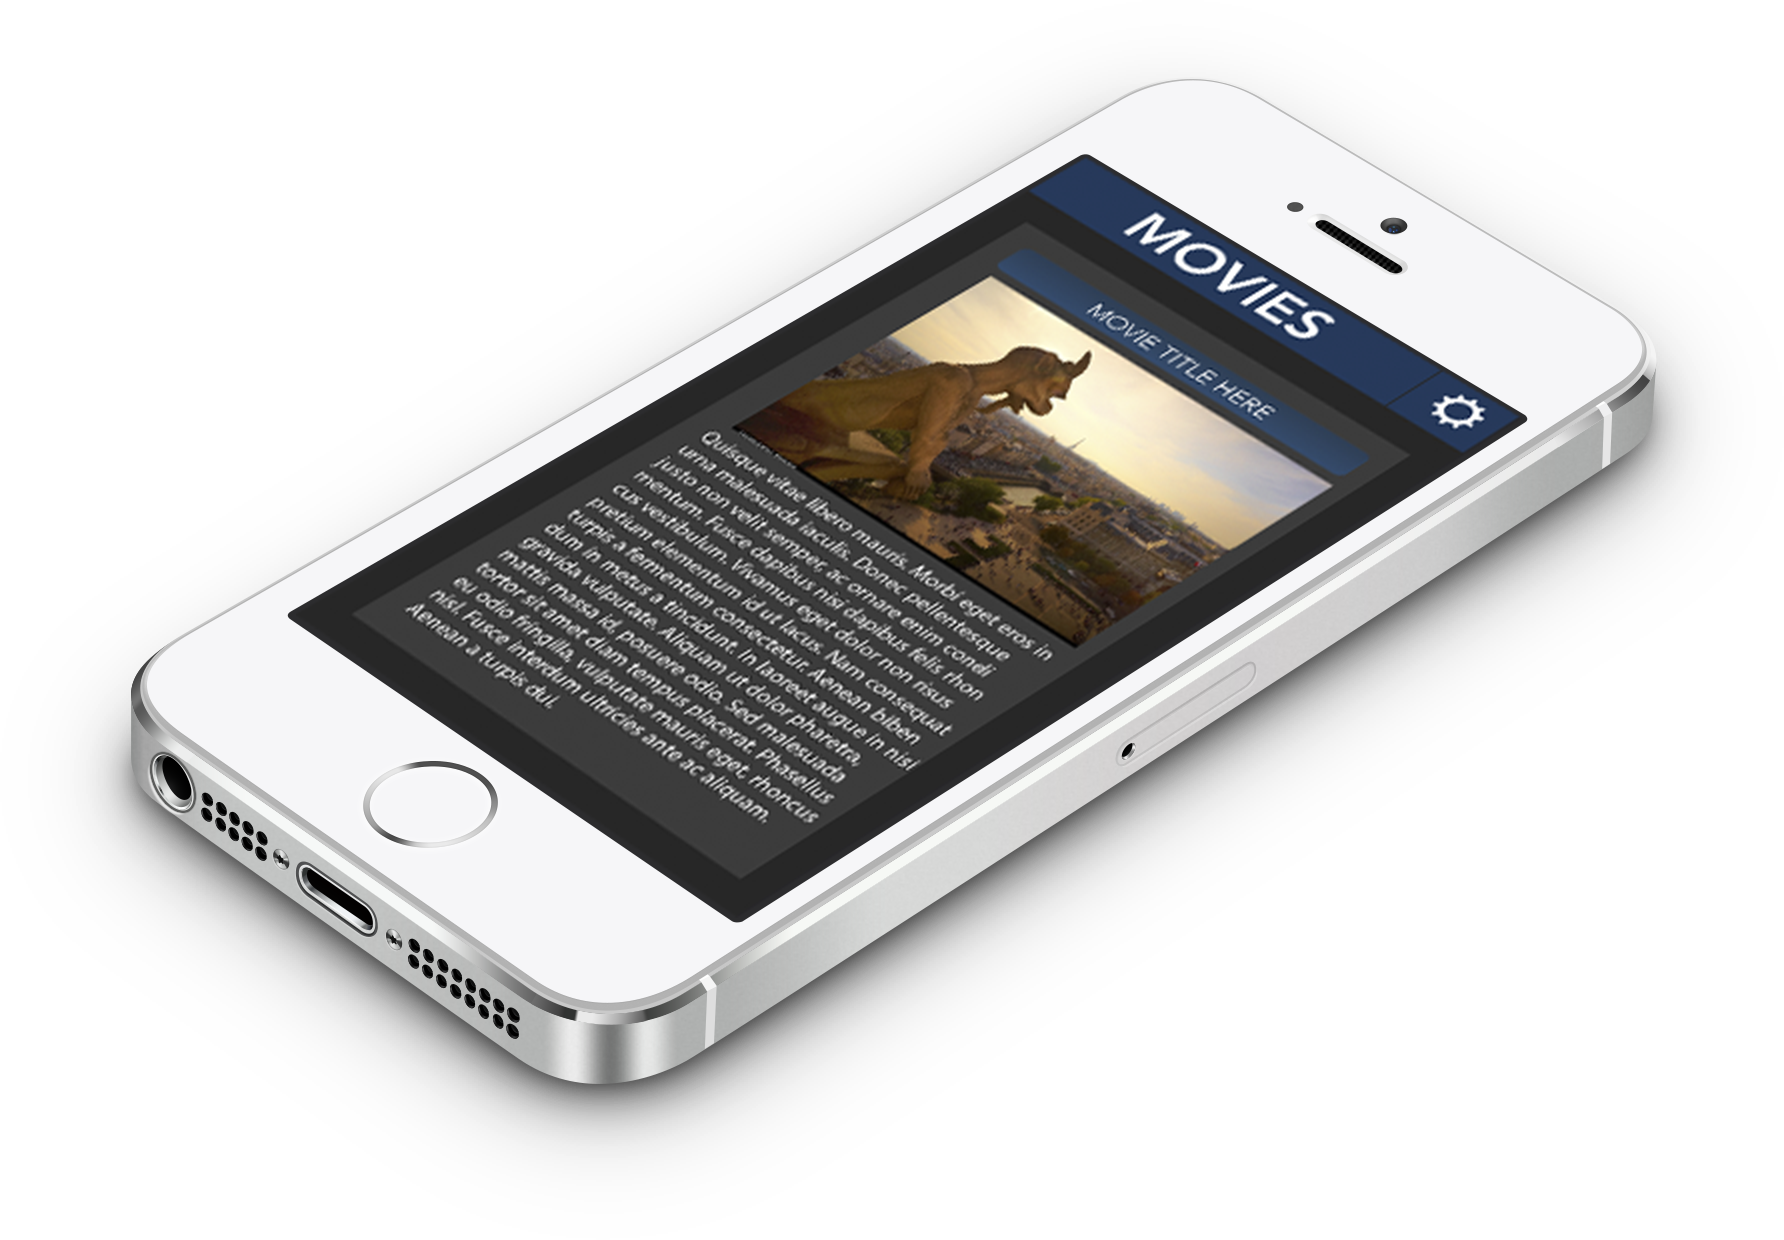 MOVIES
MOVIE TITLE HERE
Quisque vitae libero mauris. Morbi eget eros in
urna malesuada iaculis. Donec pellentesque
justo non velit semper, ac ornare enim condi
mentum. Fusce dapibus nisi dapibus felis rhon
cus vestibulum. Vivamus eget dolor non risus
pretium elementum id ut lacus. Nam consequat
turpis a fermentum consectetur. Aenean biben
dum in metus a tincidunt. In laoreet augue in nisl
gravida vulputate. Aliquam ut dolor pharetra,
mattis massa id, posuere odio. Sed malesuada
tortor sit amet diam tempus placerat. Phasellus
eu odio fringilla, vulputate mauris eget, rhoncus
nisl. Fusce interdum ultricies ante ac aliquam.
Aenean a turpis dui.